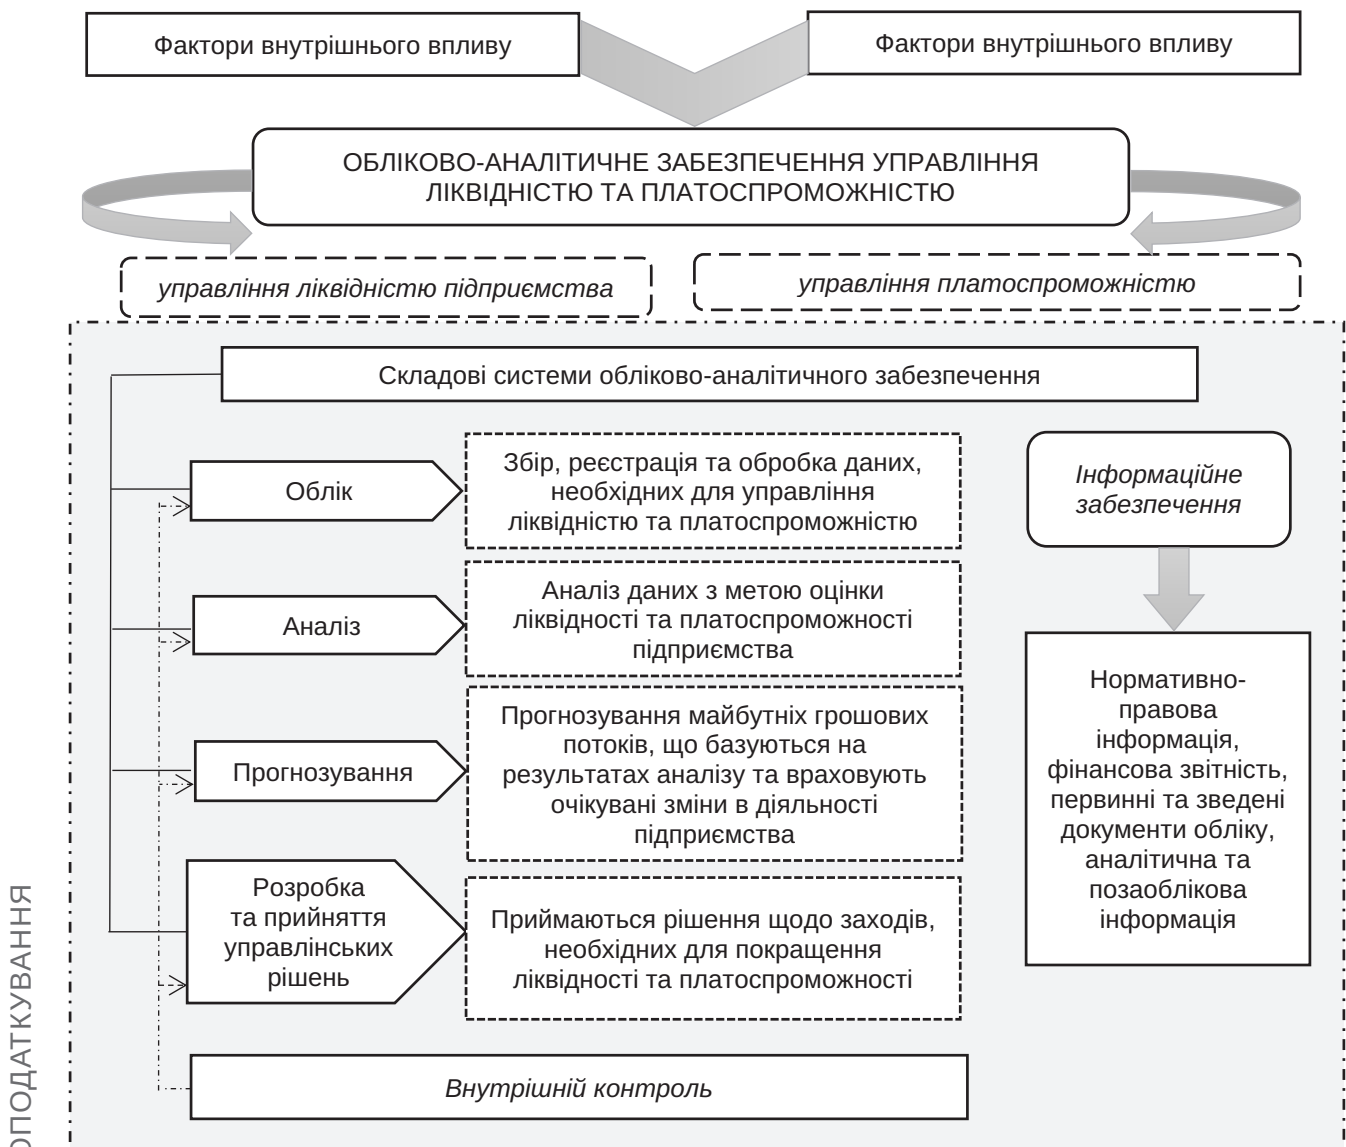 Фактори внутрішнього впливу
Фактори внутрішнього впливу
ОБЛІКОВО-АНАЛІТИЧНЕ ЗАБЕЗПЕЧЕННЯ УПРАВЛІННЯ
ЛІКВІДНІСТЮ ТА ПЛАТОСПРОМОЖНІСТЮ
управління ліквідністю підприємства
управління платоспроможністю
Складові системи обліково-аналітичного забезпечення
Облік
Збір, реєстрація та обробка даних,
необхідних для управління
ліквідністю та платоспроможністю
Аналіз
Аналіз даних з метою оцінки
ліквідності та платоспроможності
підприємства
Прогнозування
Прогнозування майбутніх грошових
потоків, що базуються на
результатах аналізу та враховують
очікувані зміни в діяльності
підприємства
Розробка
та прийняття
управлінських
рішень
Приймаються рішення щодо заходів,
необхідних для покращення
ліквідності та платоспроможності
Внутрішній контроль
Інформаційне
забезпечення
Нормативно-
правова
інформація,
фінансова звітність,
первинні та зведені
документи обліку,
аналітична та
позаоблікова
інформація